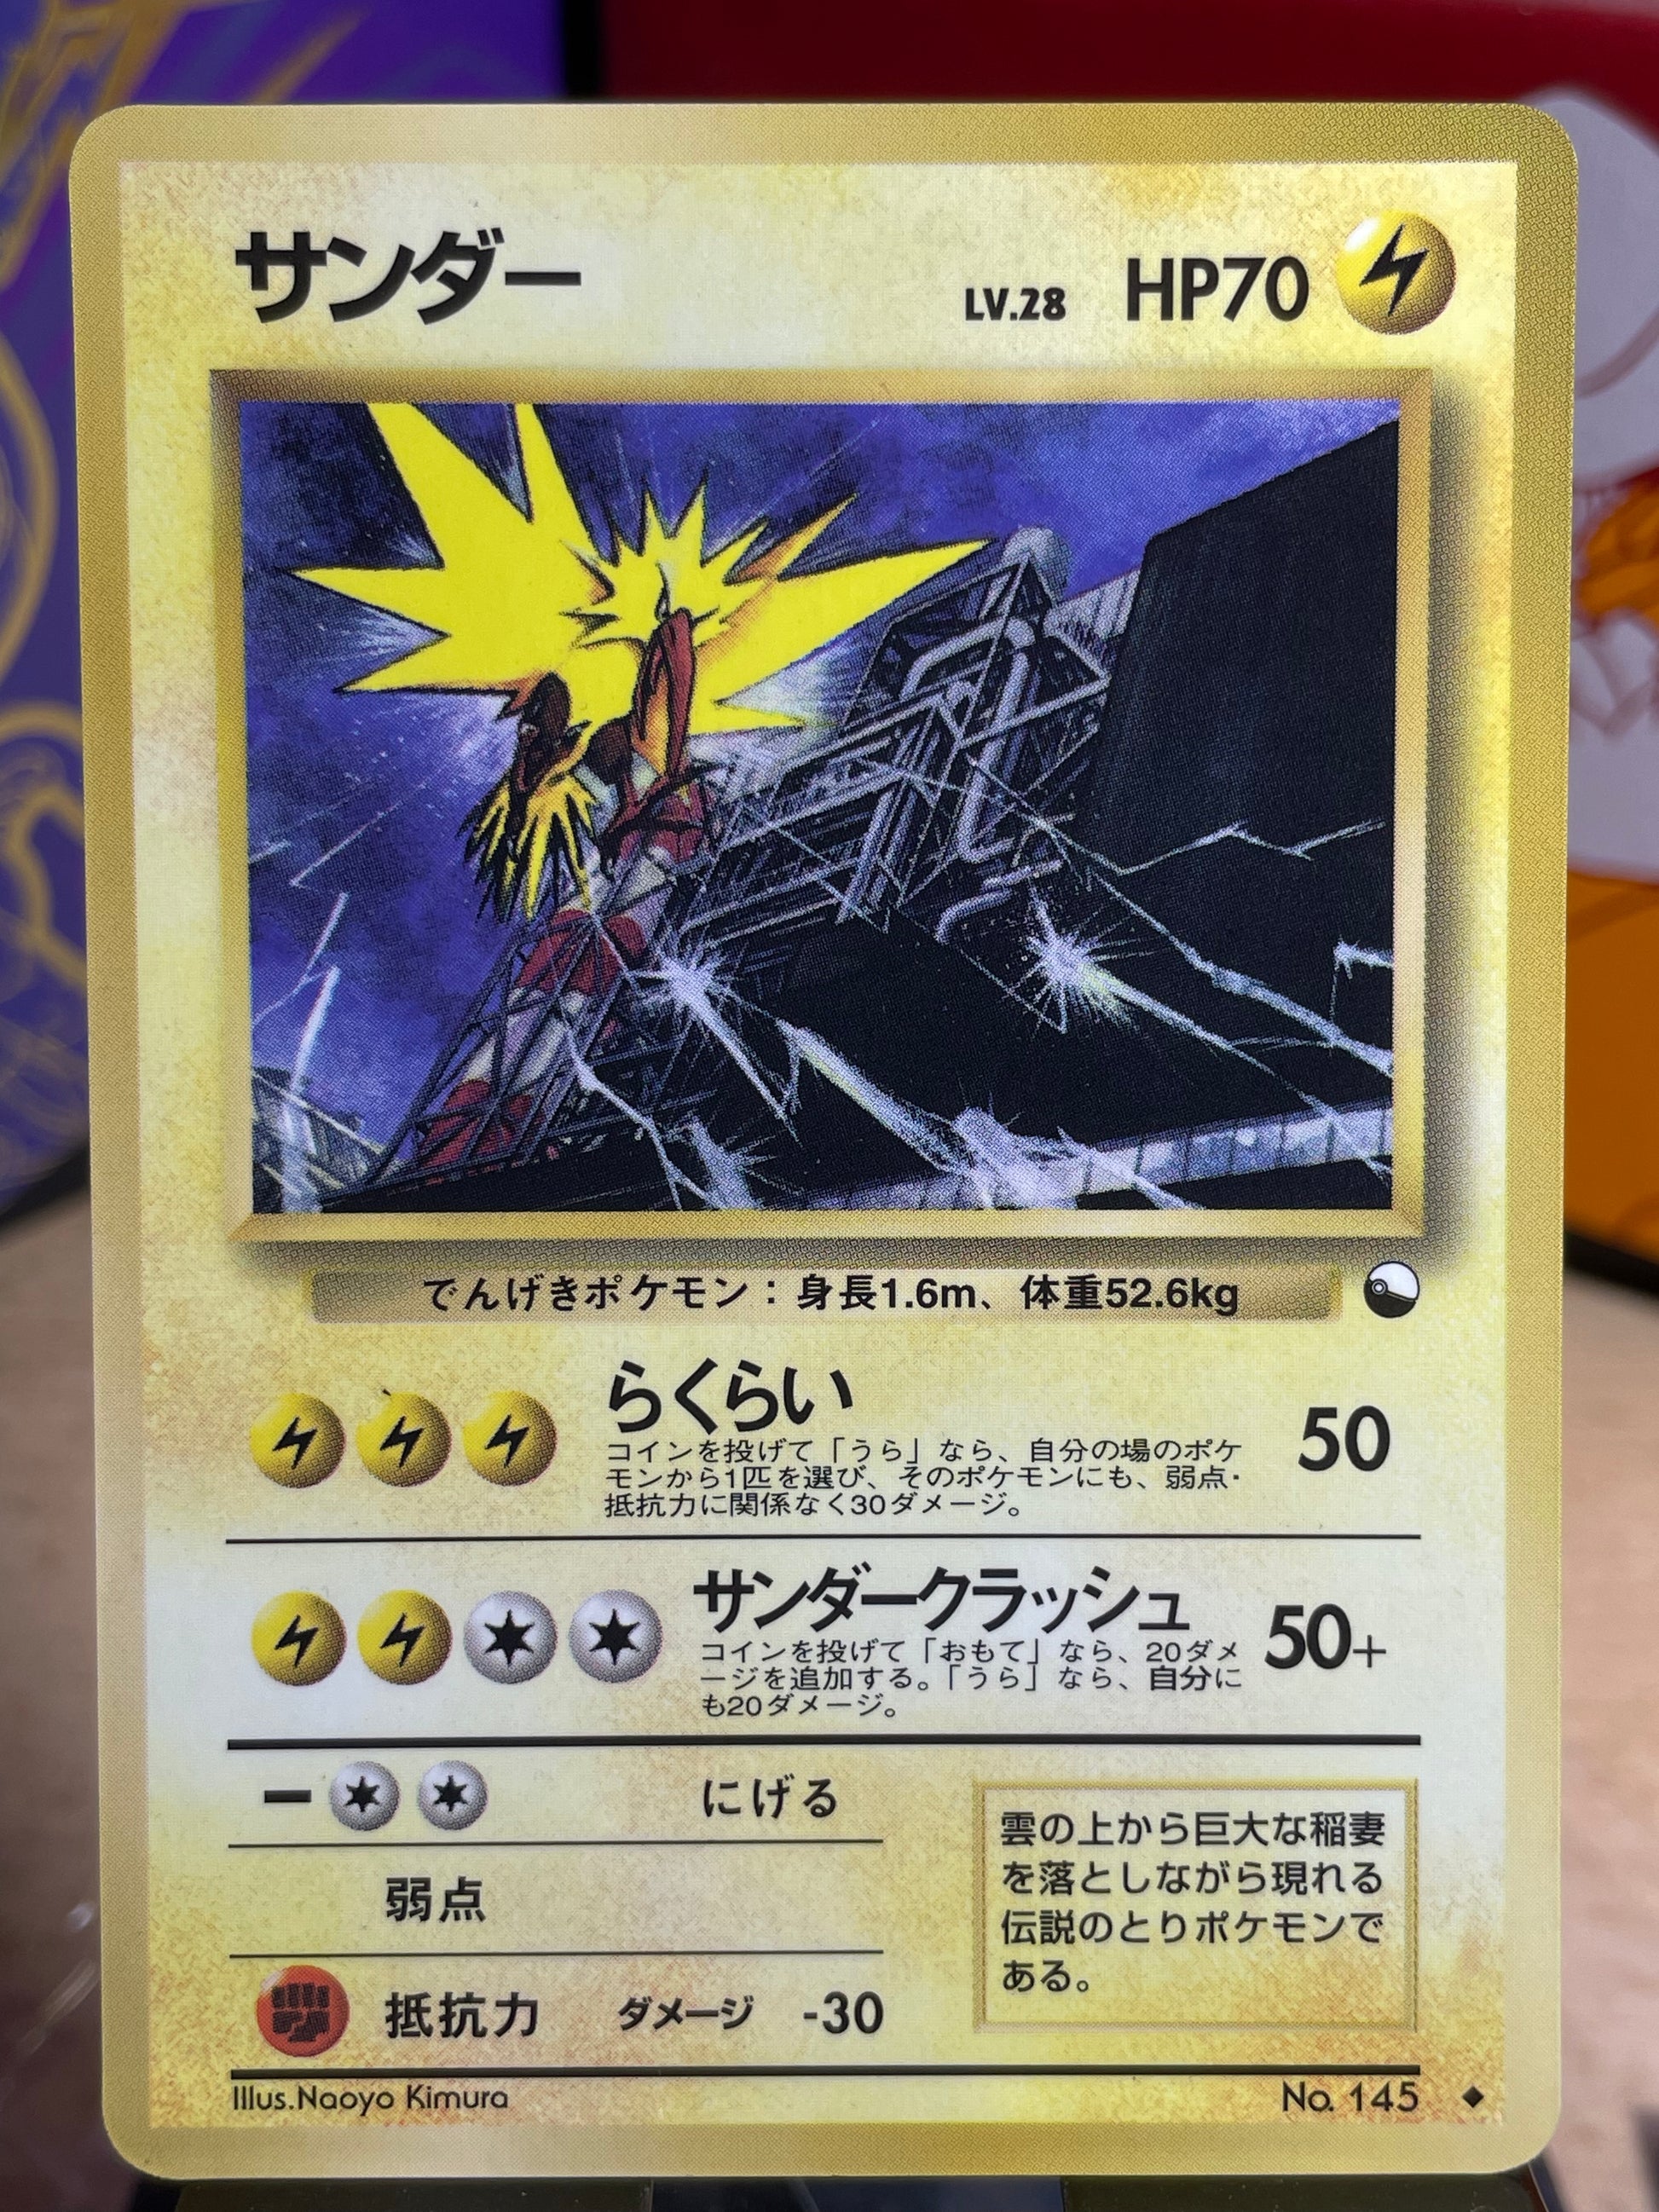 サンダー LV.28 HP70
でんげきポケモン：身長1.6m、体重52.6kg
らくらい 50
コインを投げて「うら」なら、自分の場のポケ
モンから1匹を選び、そのポケモンにも、弱点・
抵抗力に関係なく30ダメージ。
サンダークラッシュ 50+
コインを投げて「おもて」なら、20ダメ
ージを追加する。「うら」なら、自分に
も20ダメージ。
ー にげる
弱点
抵抗力 ダメージ -30
雲の上から巨大な稲妻
を落としながら現れる
伝説のとりポケモンで
ある。
Illus.Naoyo Kimura No. 145 ◆